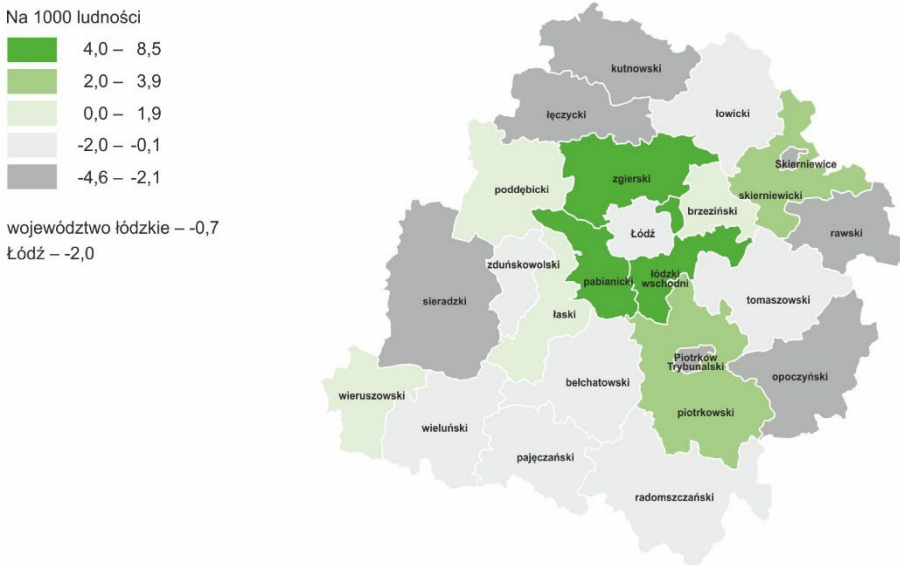 Na 1000 ludności
4,0 – 8,5
2,0 – 3,9
0,0 – 1,9
-2,0 – -0,1
-4,6 – -2,1
województwo łódzkie – -0,7
Łódź – -2,0
kutnowski
łęczycki
łowicki
Skierniewice
zgierski
poddębicki
skierniewicki
brzeziński
Łódź
rawski
zduńskowolski
łódzki
wschodni
pabianicki
sieradzki
tomaszowski
łaski
Piotrków
Trybunalski
opoczyński
bełchatowski
wieruszowski
piotrkowski
wieluński
pajęczański
radomszczański